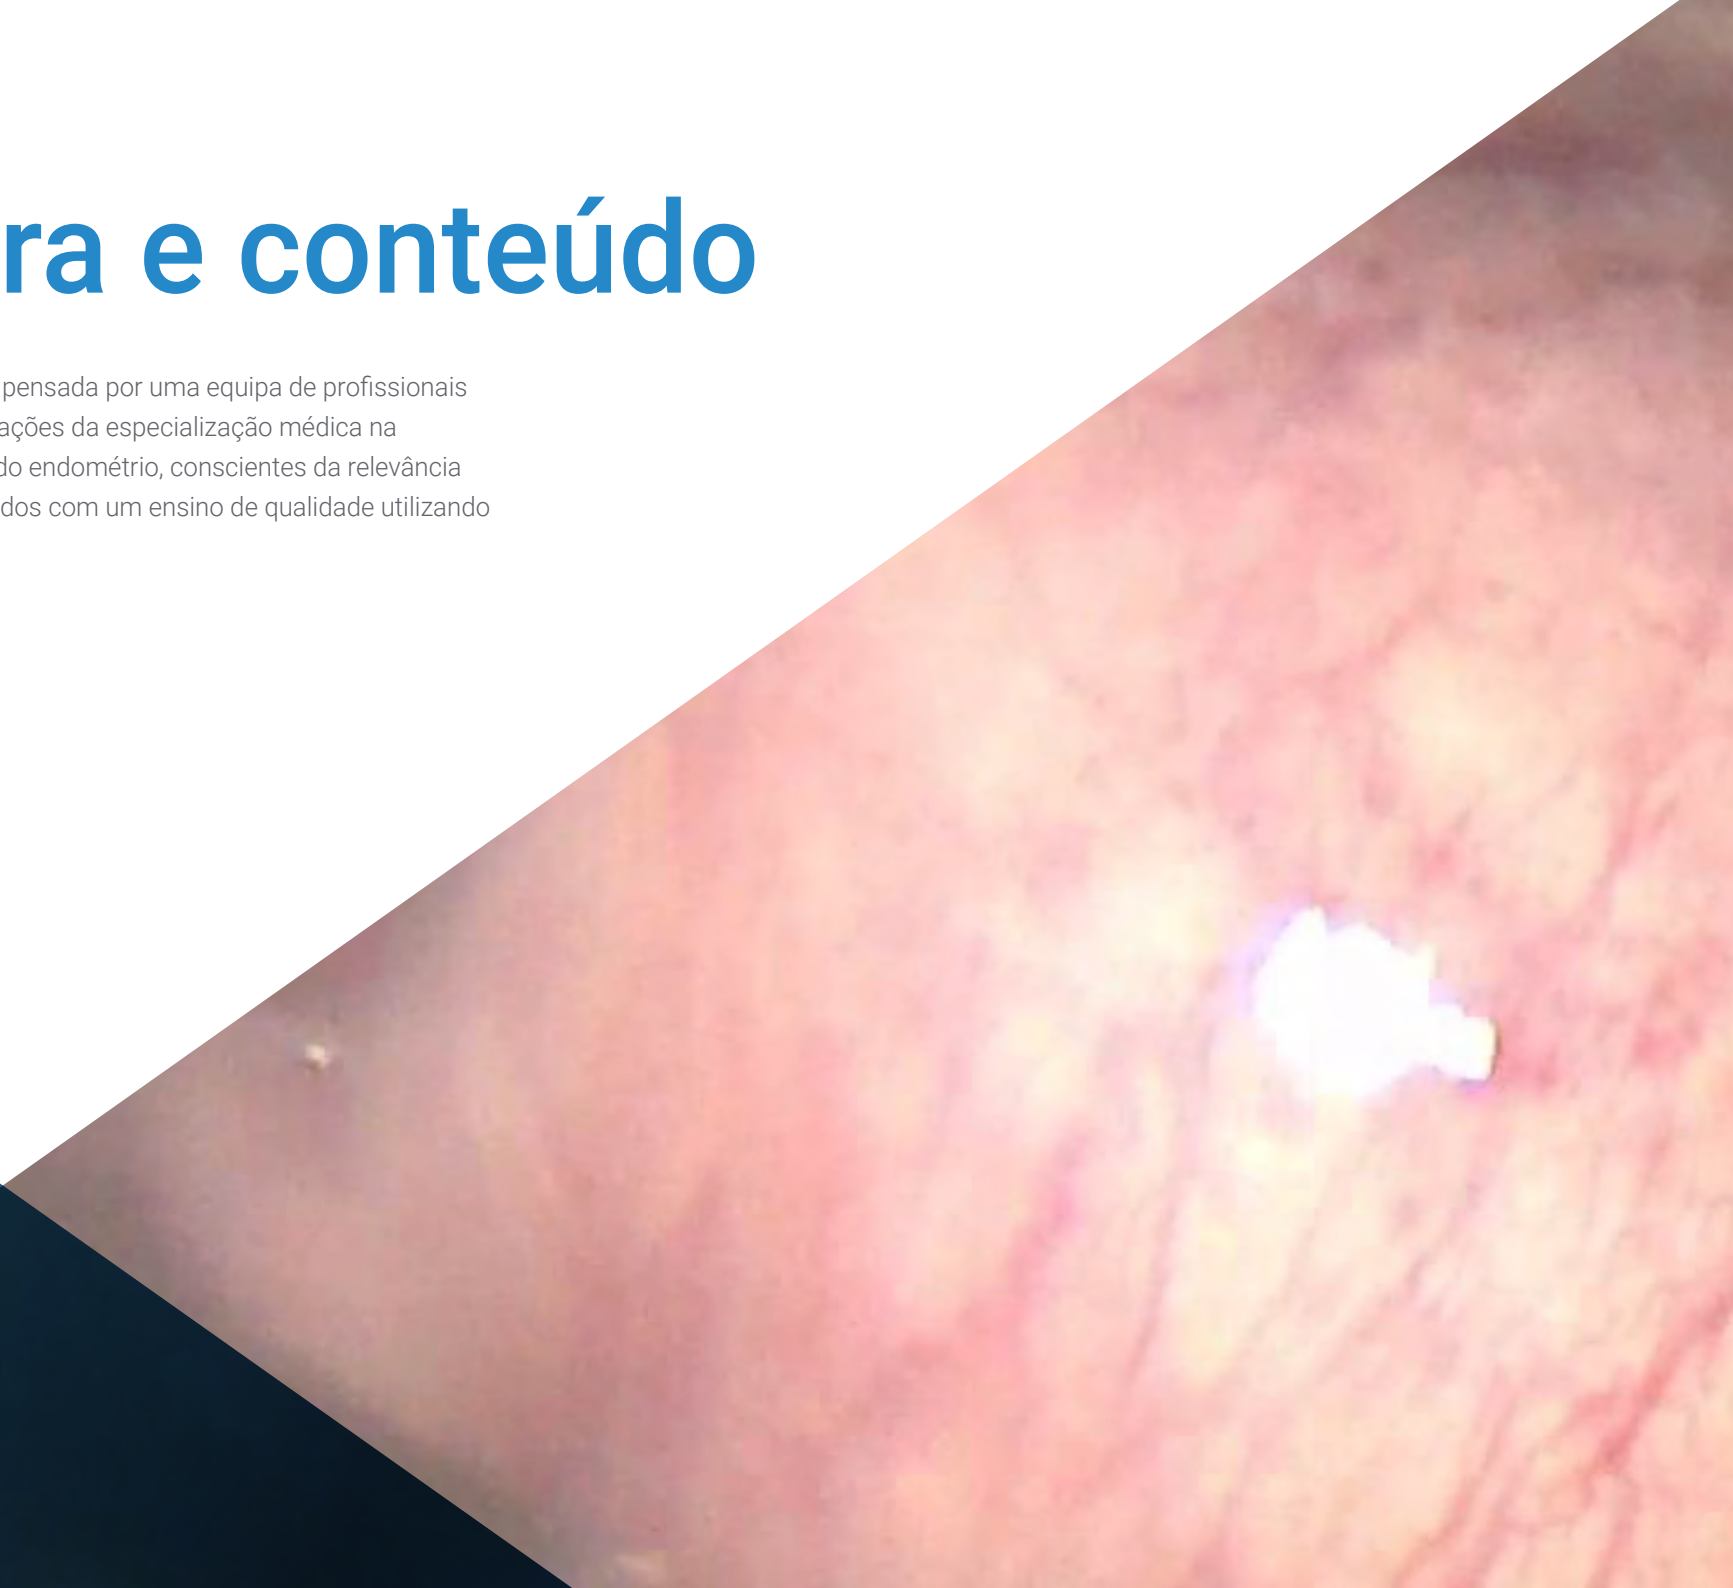 ra e conteúdo
pensada por uma equipa de profissionais
ações da especialização médica na
do endométrio, conscientes da relevância
dos com um ensino de qualidade utilizando